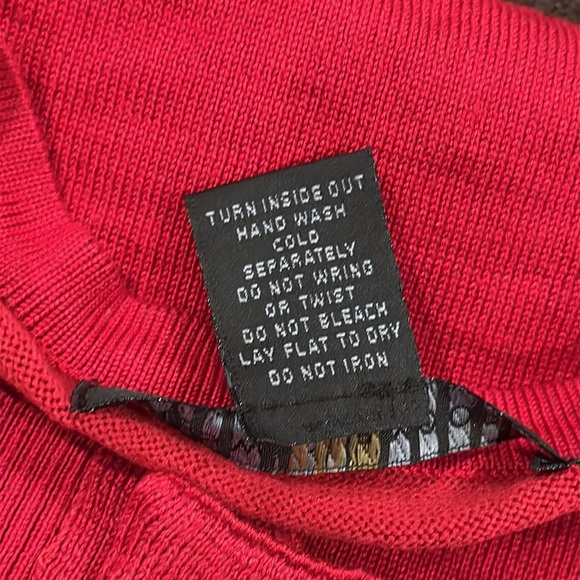 TURN INSIDE OUT
HAND WASH
COLD
SEPARATELY
DO NOT WRING
OR TWIST
DO NOT BLEACH
LAY FLAT TO DRY
DO NOT IRON